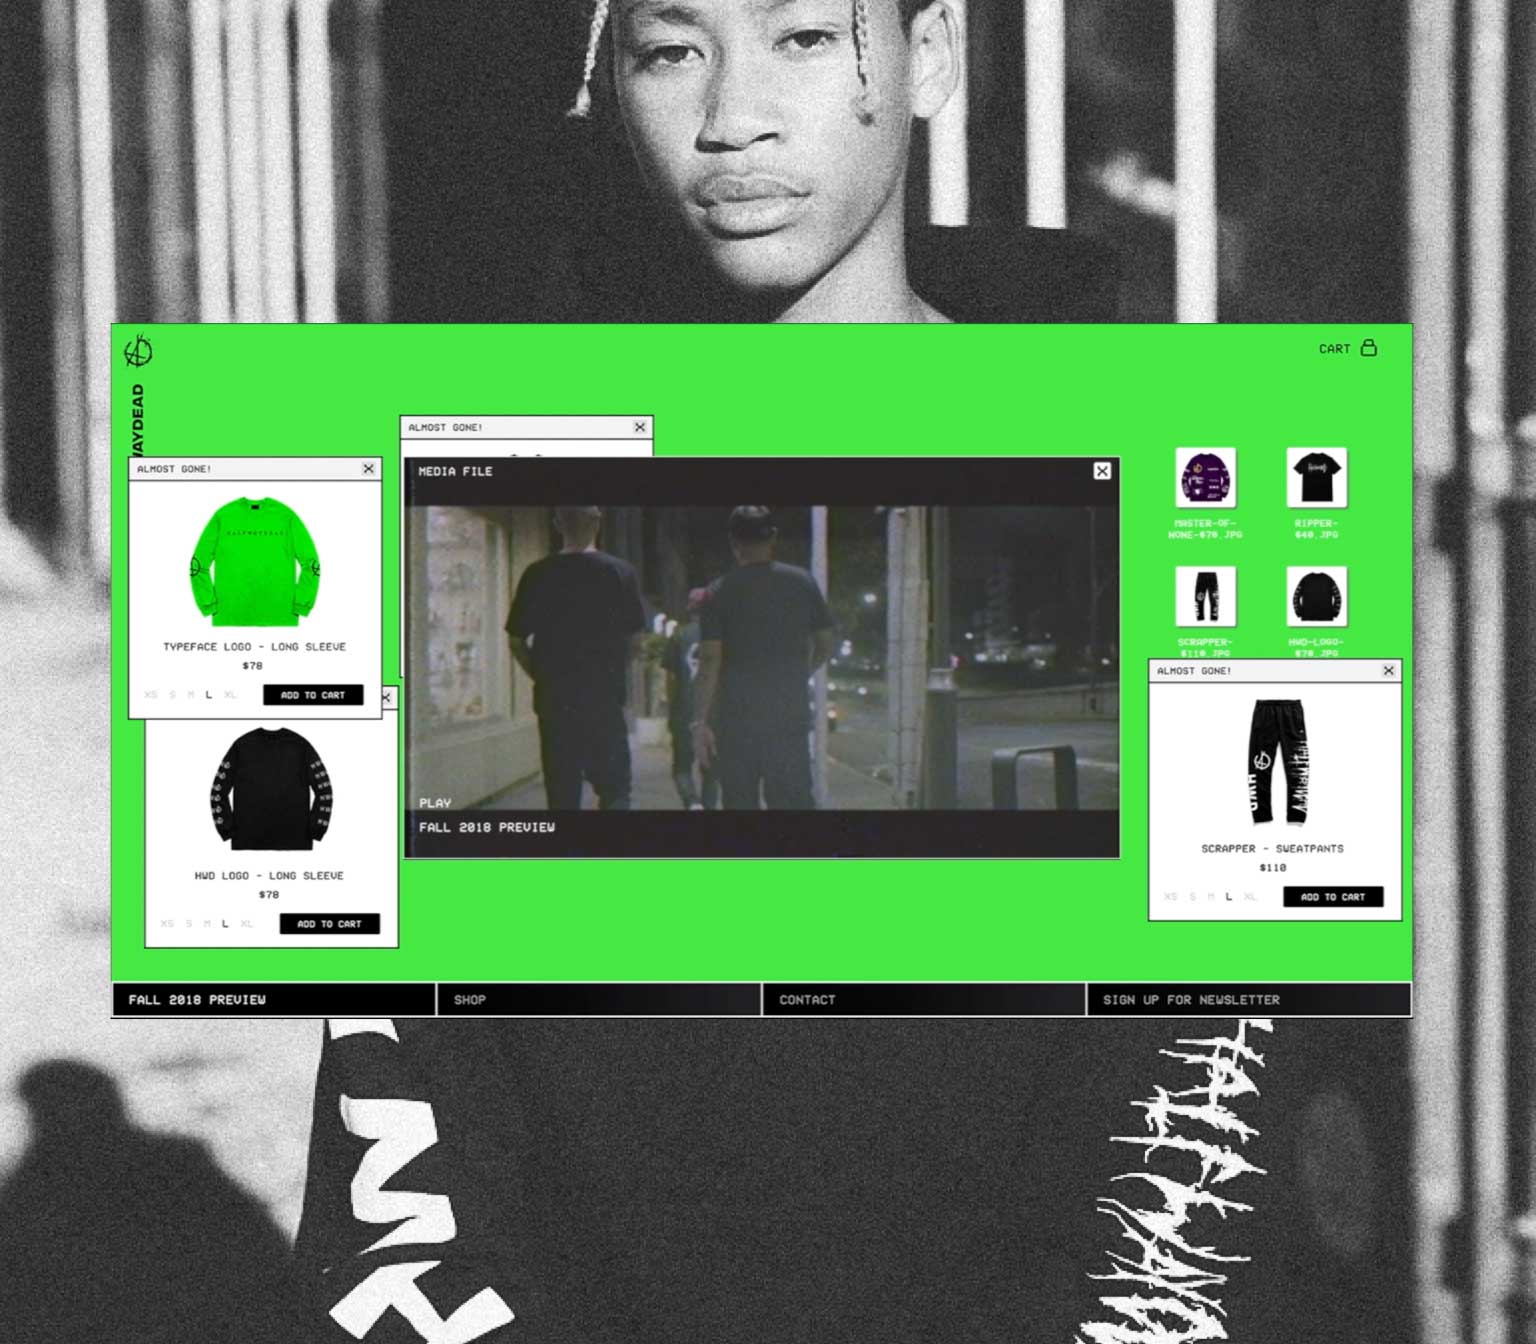 CART
WAYDEAD
ALMOST GONE!
ALMOST GONE!
TYPEFACE LOGO - LONG SLEEVE
$78
XS S M L XL ADD TO CART
HWD LOGO - LONG SLEEVE
$78
XS S M L XL ADD TO CART
MEDIA FILE
PLAY
FALL 2018 PREVIEW
MASTER-OF-
NONE-$70.JPG
RIPPER-
$40.JPG
SCRAPPER-
$110.JPG
HWD-LOGO-
$78.JPG
ALMOST GONE!
SCRAPPER - SWEATPANTS
$110
XS S M L XL ADD TO CART
FALL 2018 PREVIEW
SHOP
CONTACT
SIGN UP FOR NEWSLETTER